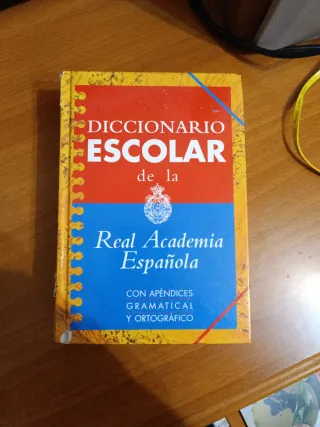 DICCIONARIO
ESCOLAR
de la
Real Academia
Española
CON APÉNDICES
GRAMATICAL
Y ORTOGRÁFICO